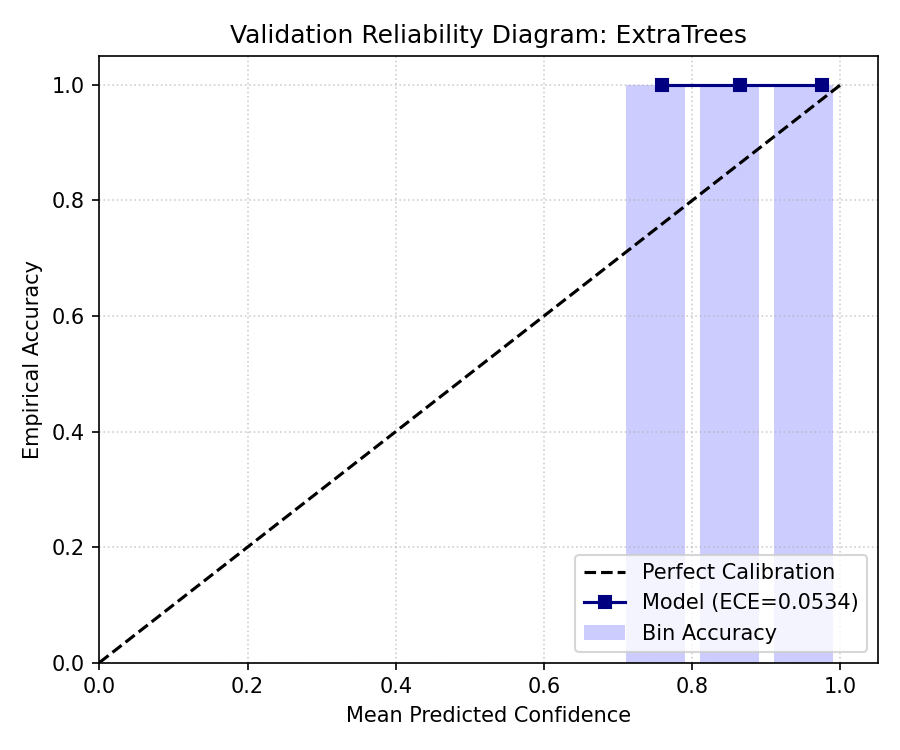 Validation Reliability Diagram: ExtraTrees
Empirical Accuracy
1.0
0.8
0.6
0.4
0.2
0.0
Perfect Calibration
Model (ECE=0.0534)
Bin Accuracy
0.0 0.2 0.4 0.6 0.8 1.0
Mean Predicted Confidence